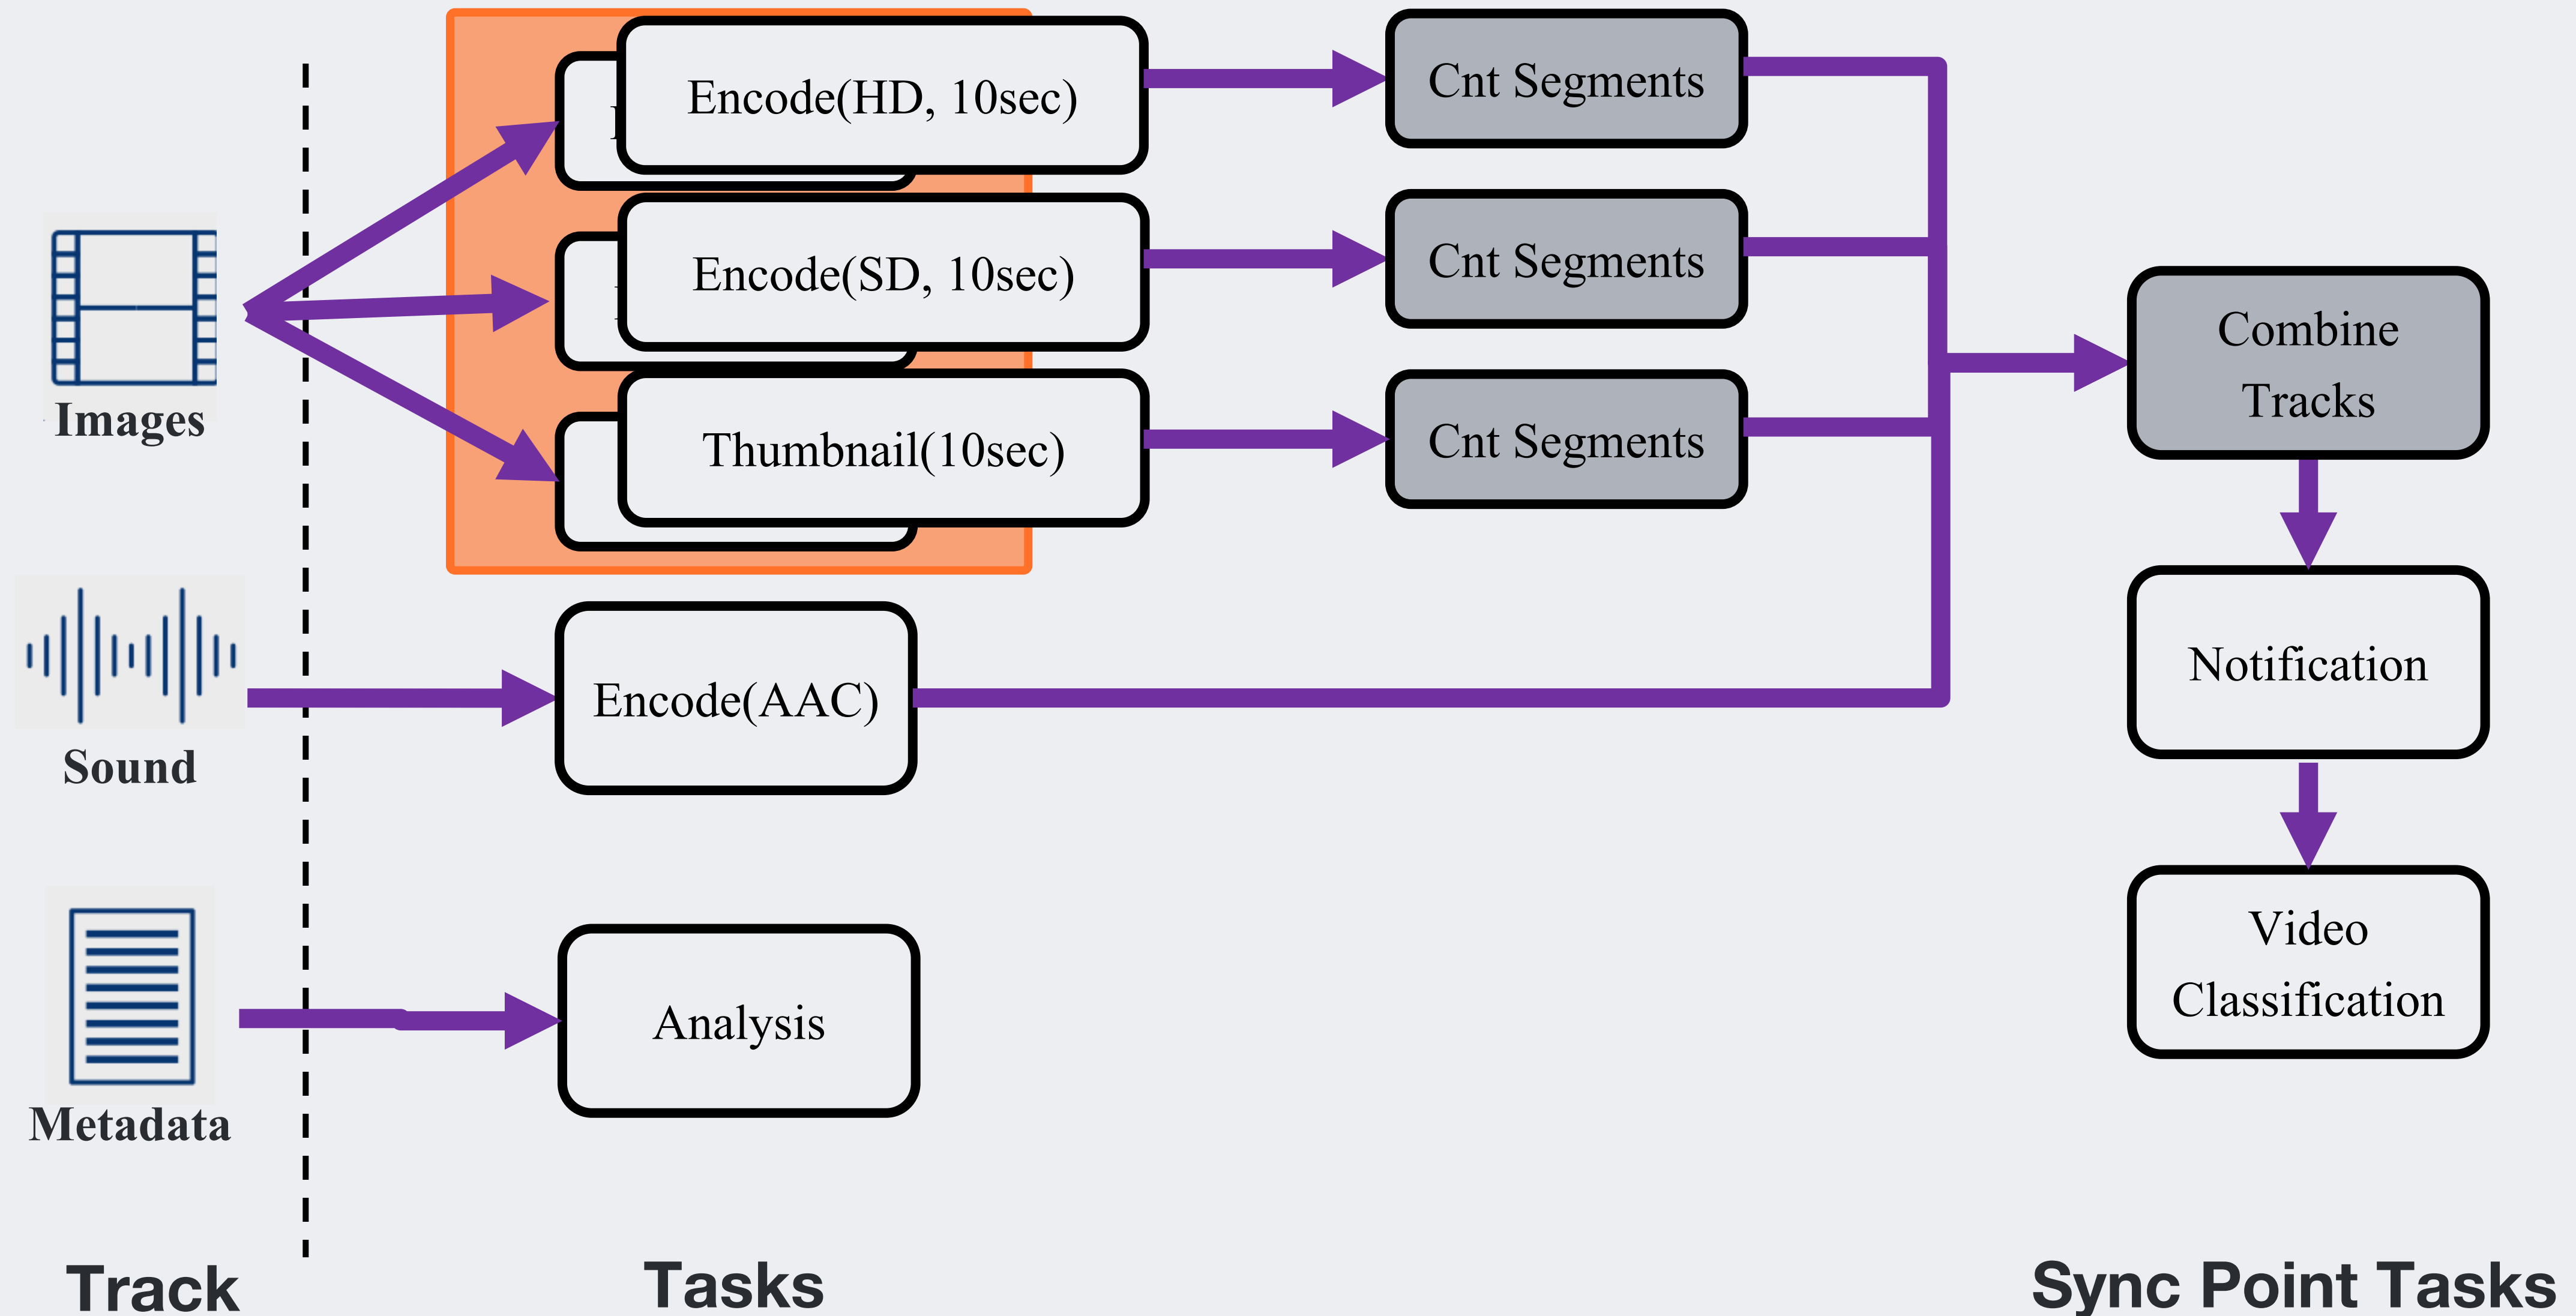 Encode(HD, 10sec)
Cnt Segments
Encode(SD, 10sec)
Cnt Segments
Thumbnail(10sec)
Cnt Segments
Images
Combine
Tracks
Encode(AAC)
Notification
Sound
Analysis
Video
Classification
Metadata
Track
Tasks
Sync Point Tasks